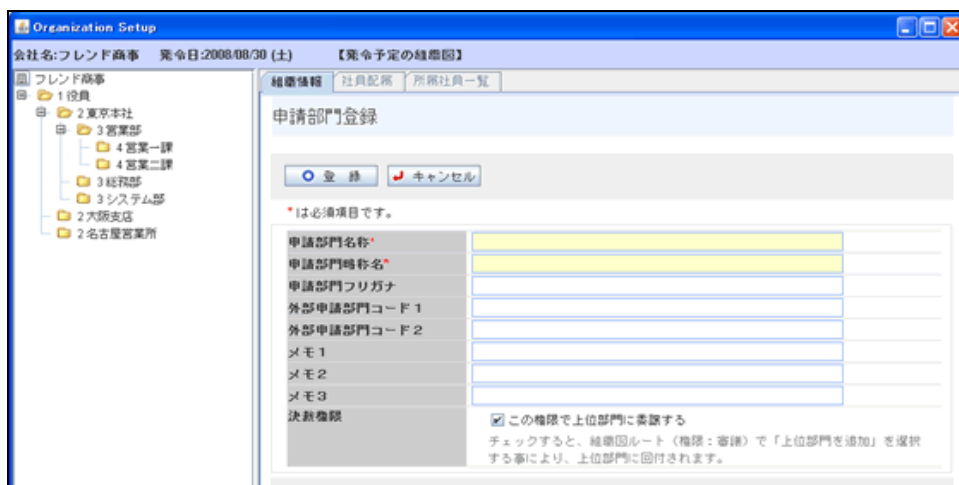 Organization Setup
会社名:フレンド商事　発令日:2008/08/30 (土)　【発令予定の組織図】
フレンド商事
1 役員
2 東京本社
3 営業部
4 営業一課
4 営業二課
3 総務部
3 システム部
2 大阪支店
2 名古屋営業所
組織情報　社員配属　所属社員一覧
申請部門登録
登 録　キャンセル
*は必須項目です。
申請部門名称*
申請部門略称名*
申請部門フリガナ
外部申請部門コード1
外部申請部門コード2
メモ1
メモ2
メモ3
決裁権限　この権限で上位部門に委譲する
チェックすると、組織図ルート（権限：審議）で「上位部門を追加」を選択
する事により、上位部門に回付されます。